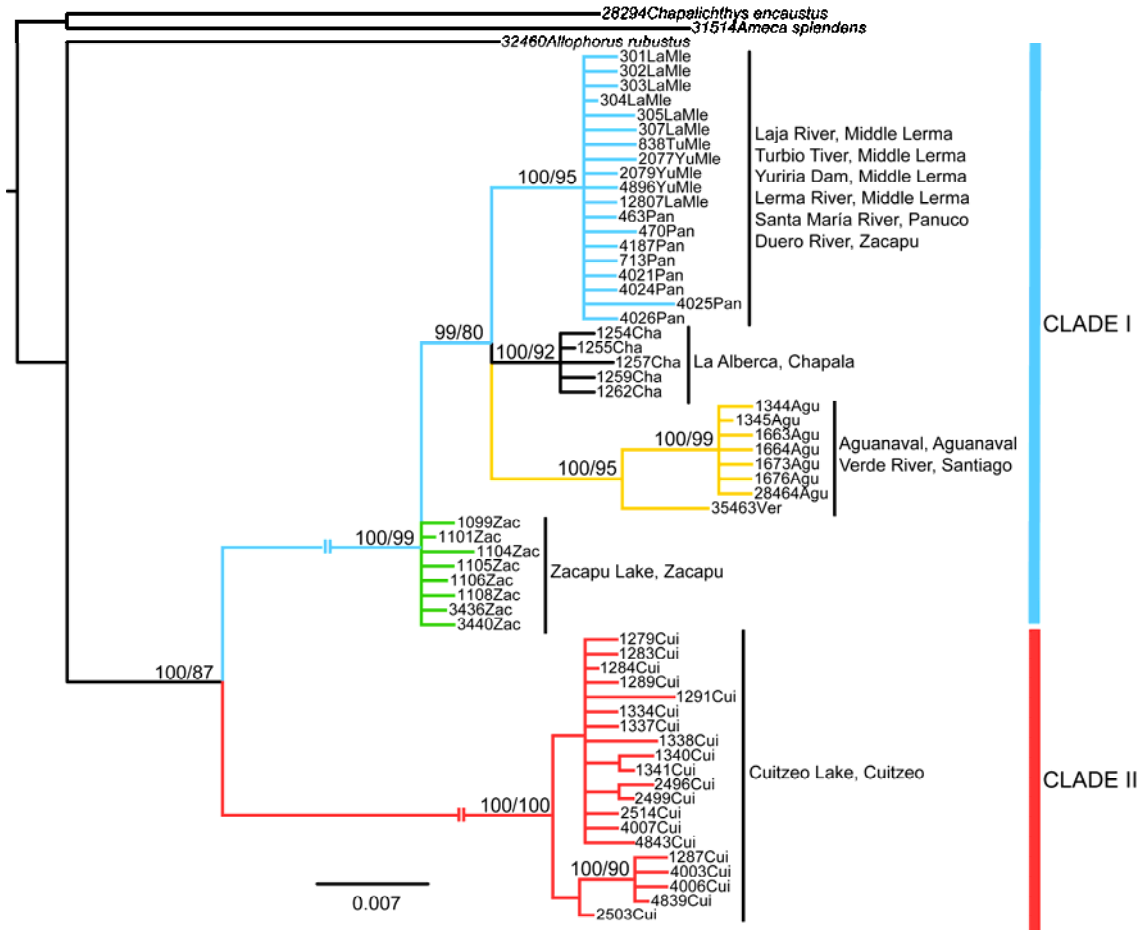 28294Chapalichthys encaustus
31514Ameca splendens
32460Allophorus rubustus
301LaMle
302LaMle
303LaMle
304LaMle
305LaMle
307LaMle
838TuMle
2077YuMle
2079YuMle
4896YuMle
12807LaMle
463Pan
470Pan
4187Pan
713Pan
4021Pan
4024Pan
4025Pan
4026Pan
100/95
Laja River, Middle Lerma
Turbio Tiver, Middle Lerma
Yuriria Dam, Middle Lerma
Lerma River, Middle Lerma
Santa María River, Panuco
Duero River, Zacapu
CLADE I
99/80
100/92
1254Cha
1255Cha
1257Cha
1259Cha
1262Cha
La Alberca, Chapala
1344Agu
1345Agu
1663Agu
1664Agu
1673Agu
1676Agu
28464Agu
35463Ver
100/99
100/95
Aguanaval, Aguanaval
Verde River, Santiago
100/99
1099Zac
1101Zac
1104Zac
1105Zac
1106Zac
1108Zac
3436Zac
3440Zac
Zacapu Lake, Zacapu
100/87
1279Cui
1283Cui
1284Cui
1289Cui
1291Cui
1334Cui
1337Cui
1338Cui
1340Cui
1341Cui
2496Cui
2499Cui
2514Cui
4007Cui
4843Cui
1287Cui
4003Cui
4006Cui
4839Cui
2503Cui
100/100
100/90
Cuitzeo Lake, Cuitzeo
CLADE II
0.007